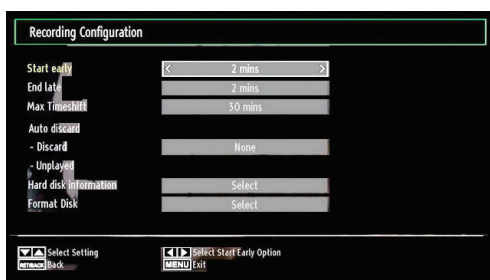 Recording Configuration
Start early < 2 mins >
End late 2 mins
Max Timeshift 30 mins
Auto discard
- Discard None
- Unplayed
Hard disk information Select
Format Disk Select
Select Setting Select Start Early Option
Back MENU Exit